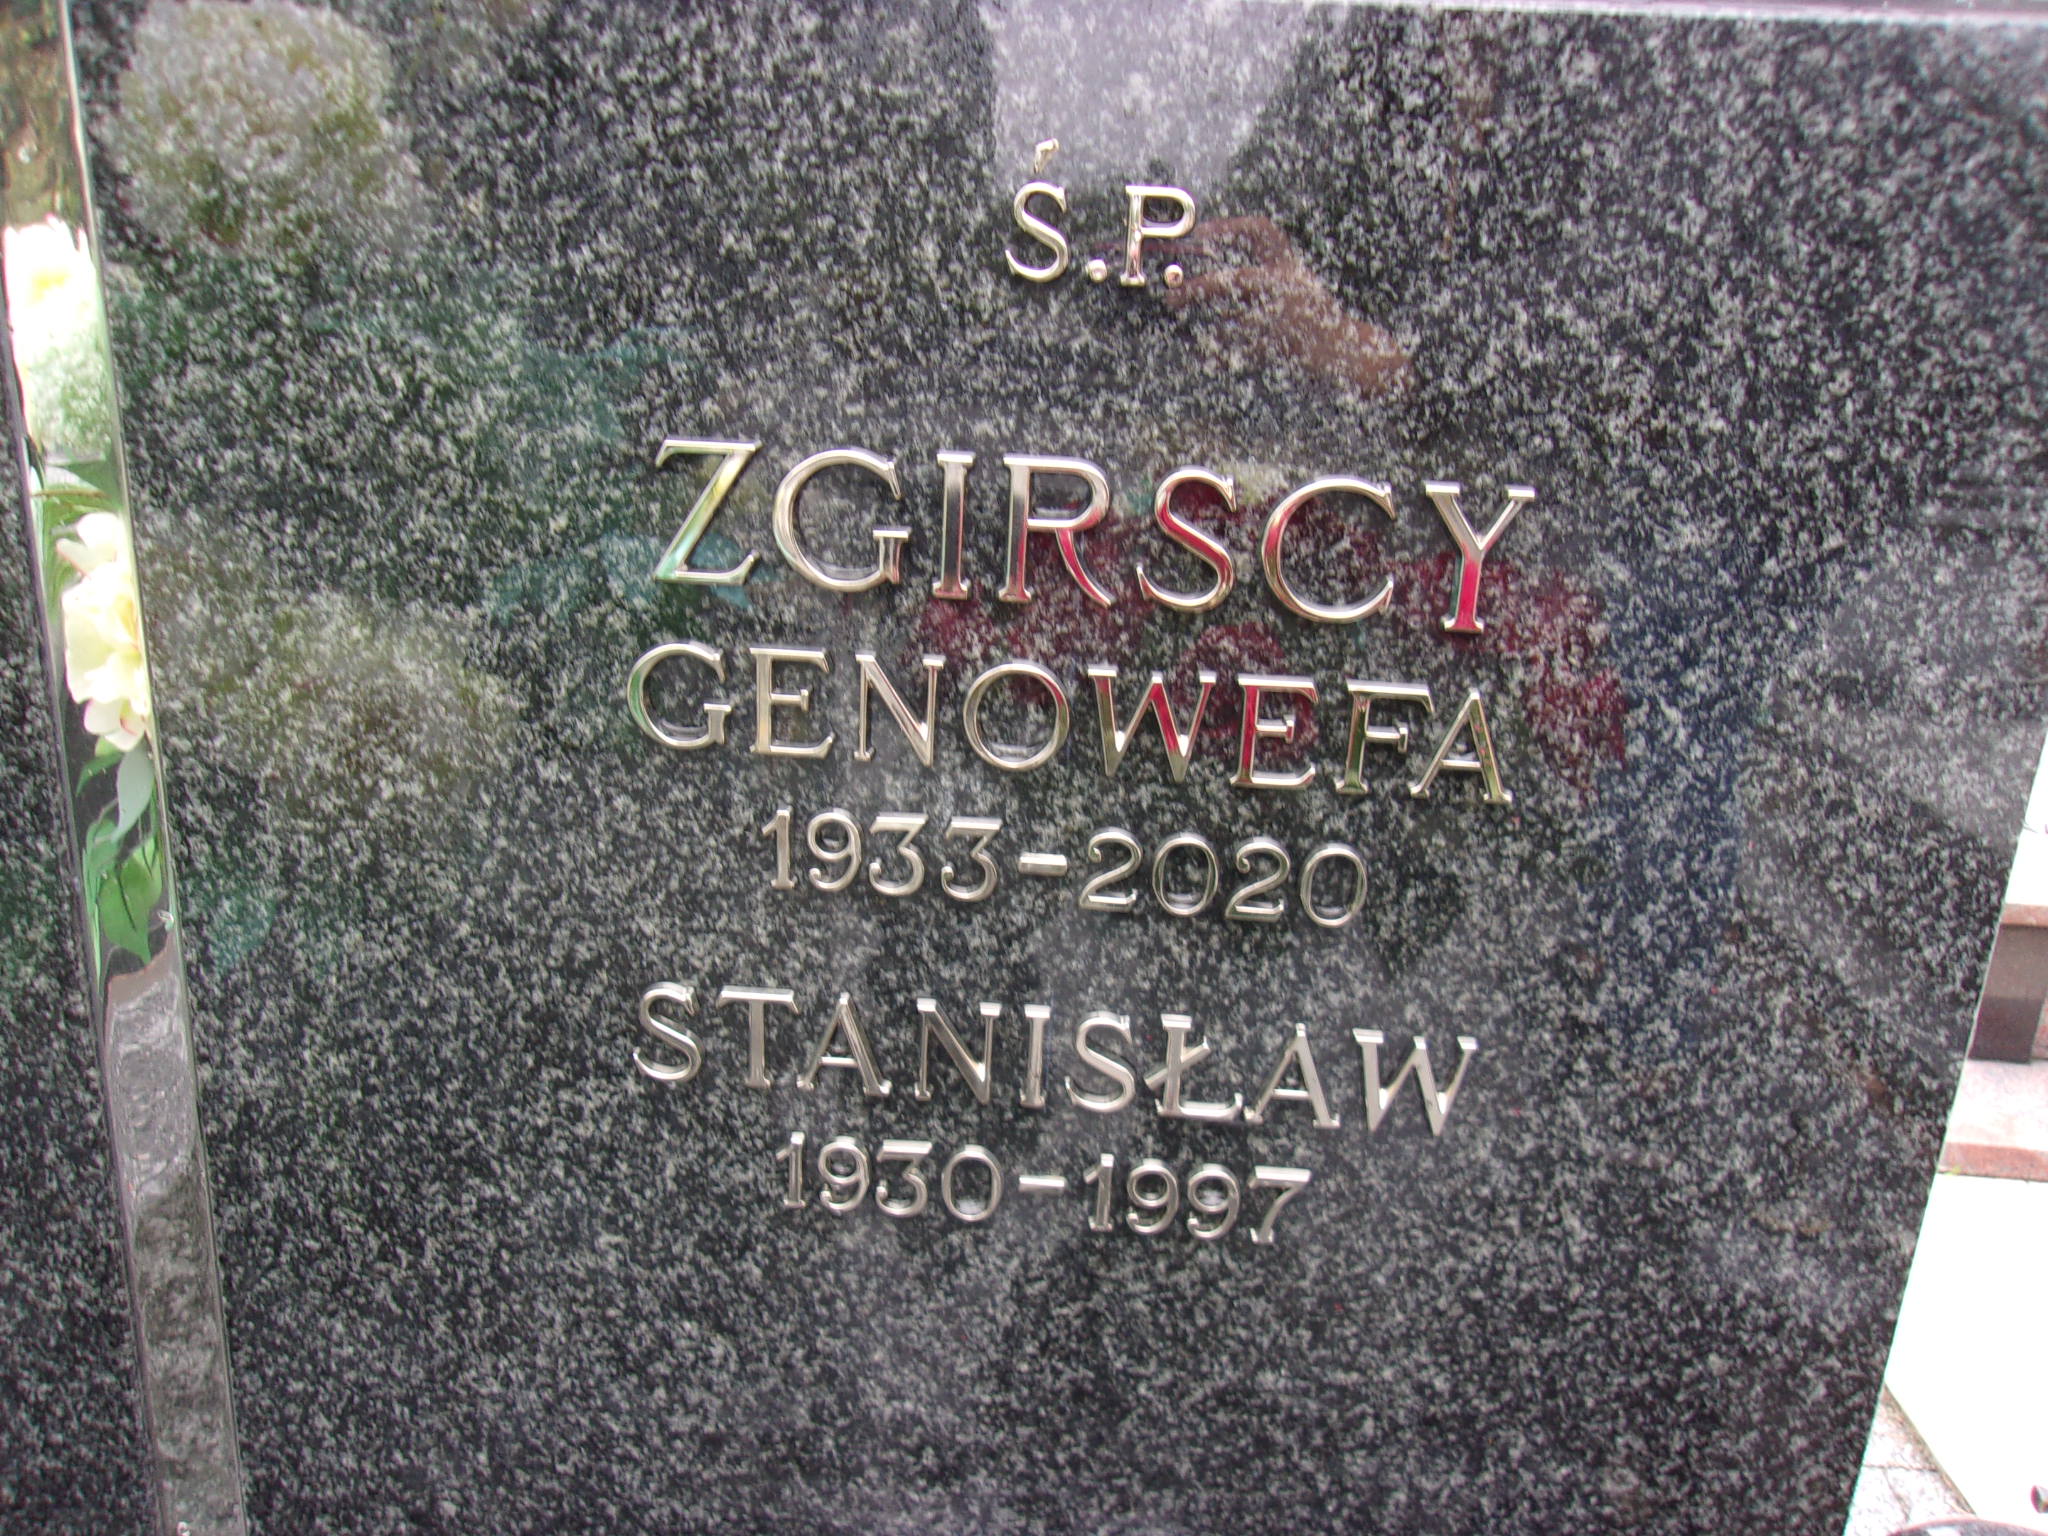 Ś.P.
ZGIRSCY
GENOWEFA
1933-2020
STANISŁAW
1930-1997